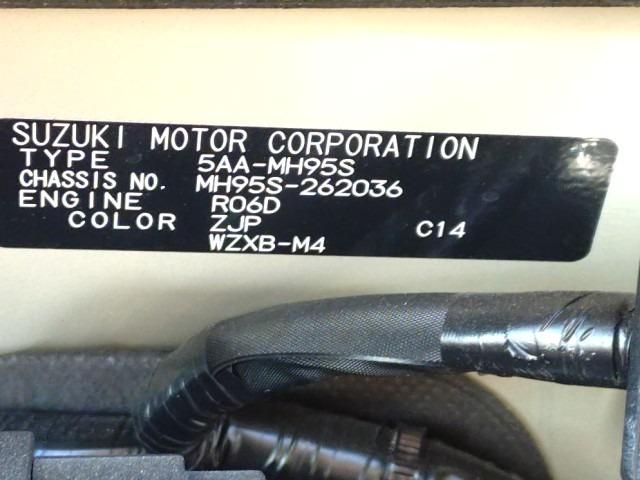 SUZUKI MOTOR CORPORATION
TYPE 5AA-MH95S
CHASSIS NO. MH95S-262036
ENGINE R06D
COLOR ZJP C14
WZXB-M4